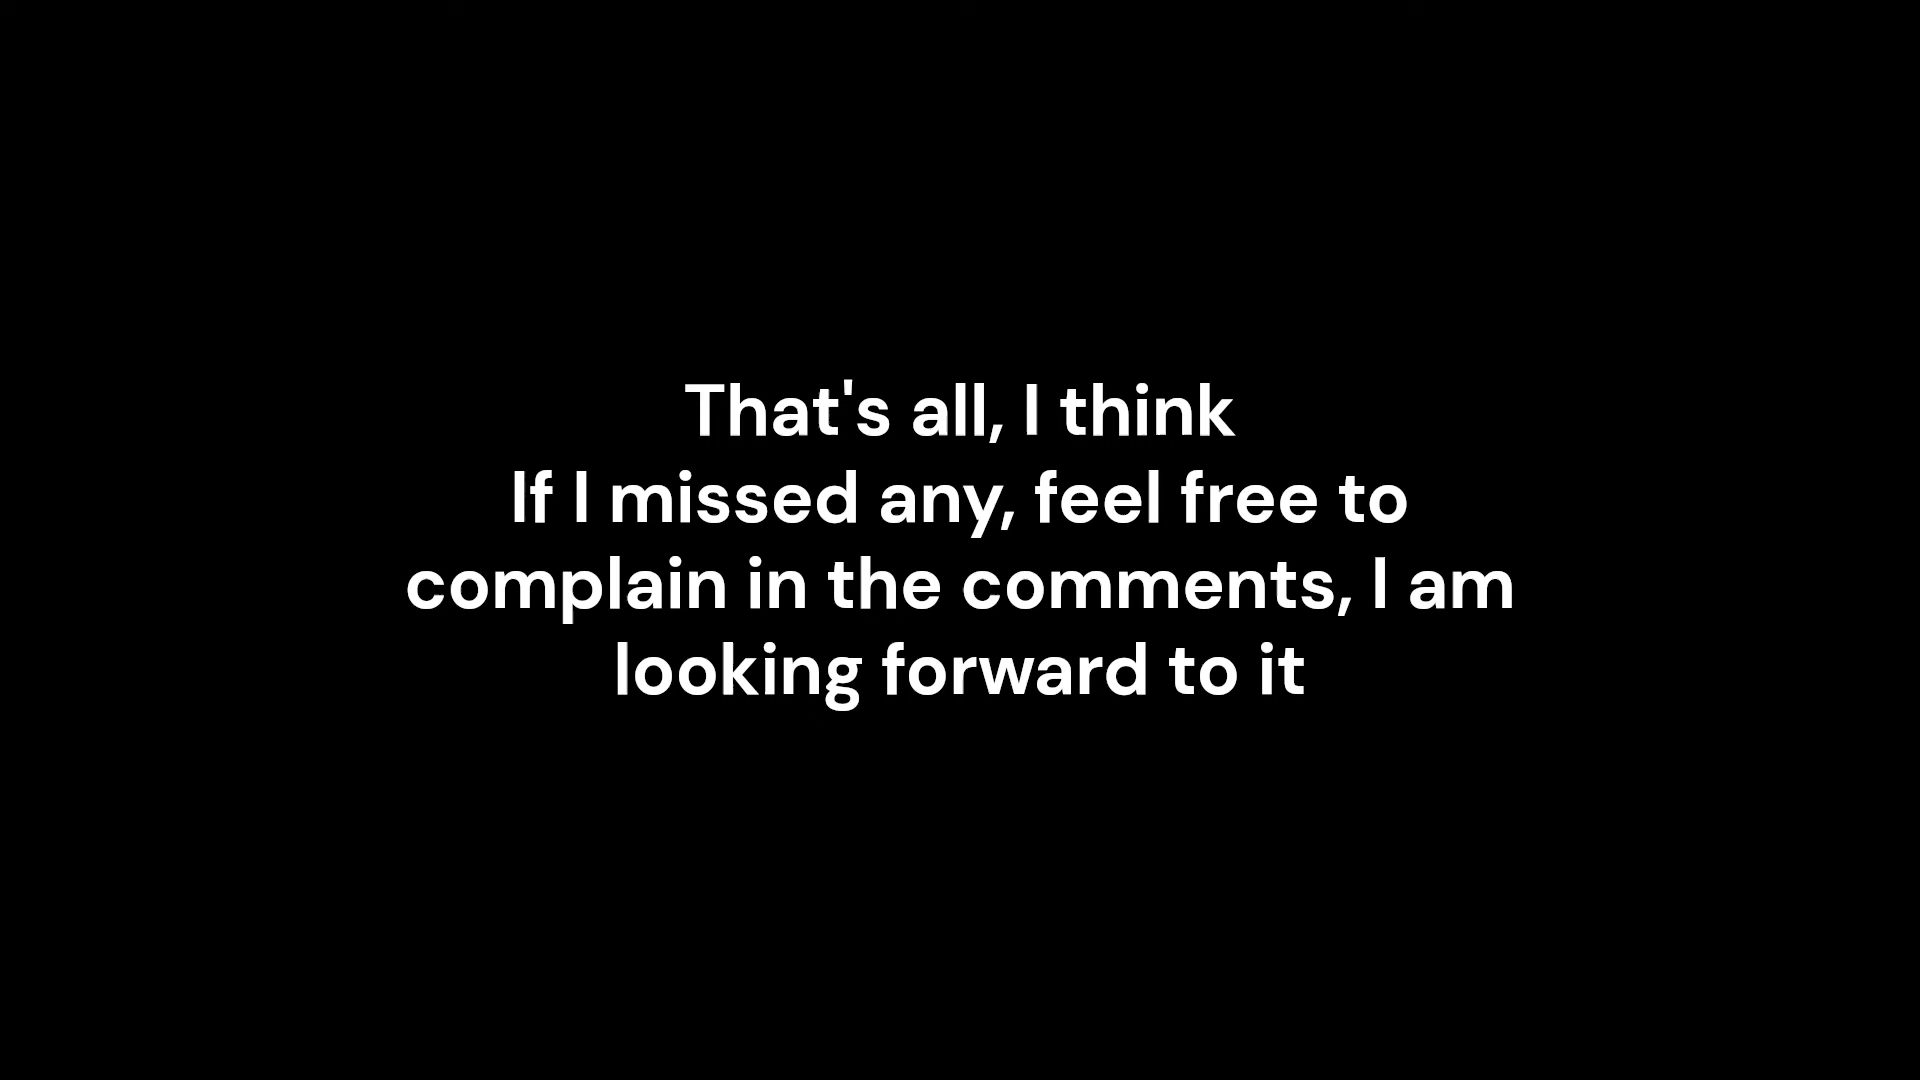 That's all, I think
If I missed any, feel free to
complain in the comments, I am
looking forward to it